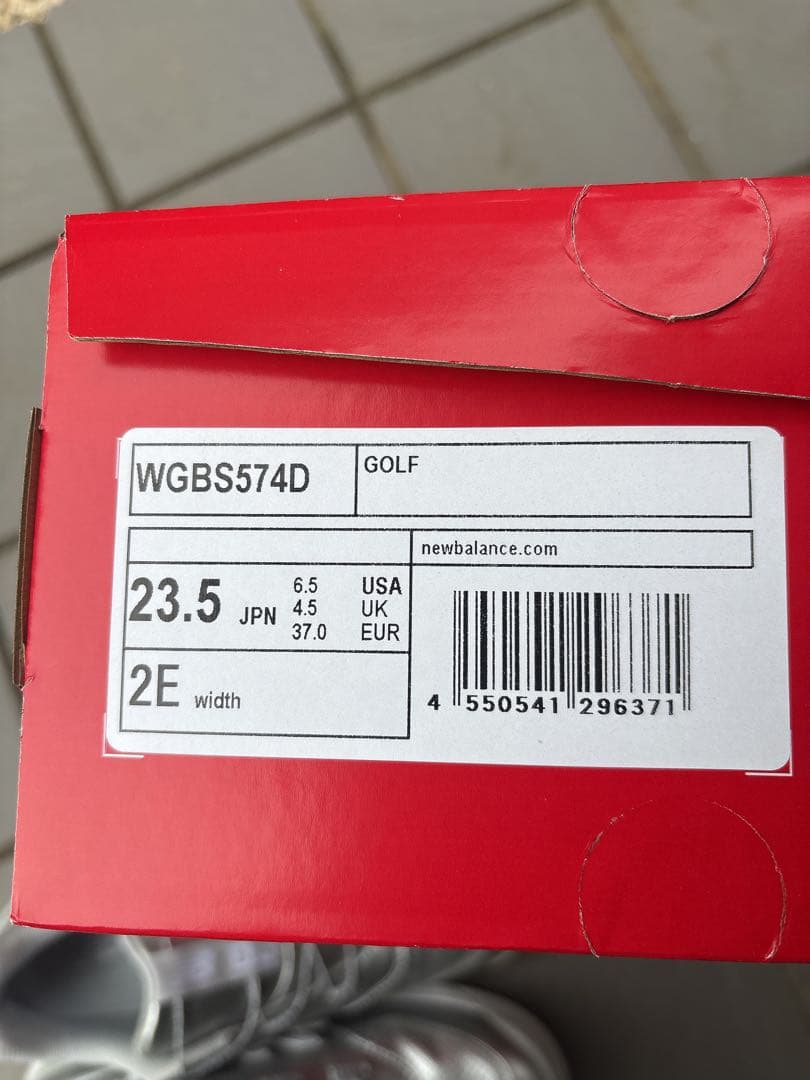 WGBS574D
GOLF
newbalance.com
23.5 JPN
6.5 USA
4.5 UK
37.0 EUR
2E width
4 550541 296371